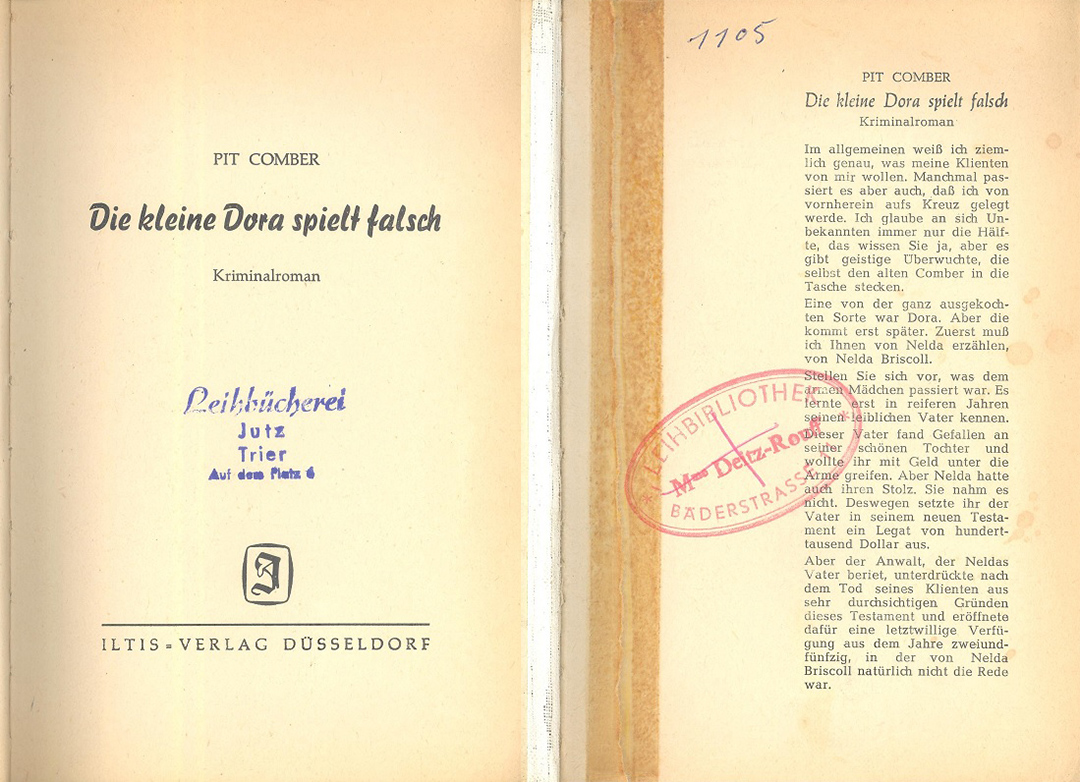 PIT COMBER
Die kleine Dora spielt falsch
Kriminalroman
Leihbücherei
Jutz
Trier
Auf dem Platz 6
ILTIS-VERLAG DÜSSELDORF
1105
PIT COMBER
Die kleine Dora spielt falsch
Kriminalroman
Im allgemeinen weiß ich ziem-
lich genau, was meine Klienten
von mir wollen. Manchmal pas-
siert es aber auch, daß ich von
vornherein aufs Kreuz gelegt
werde. Ich glaube an sich Un-
bekannten immer nur die Hälf-
te, das wissen Sie ja, aber es
gibt geistige Überwuchte, die
selbst den alten Comber in die
Tasche stecken.
Eine von der ganz ausgekoch-
ten Sorte war Dora. Aber die
kommt erst später. Zuerst muß
ich Ihnen von Nelda erzählen,
von Nelda Briscoll.
Stellen Sie sich vor, was dem
armen Mädchen passiert war. Es
lernte erst in reiferen Jahren
seinen leiblichen Vater kennen.
Dieser Vater fand Gefallen an
seiner schönen Tochter und
wollte ihr mit Geld unter die
Arme greifen. Aber Nelda hatte
auch ihren Stolz. Sie nahm es
nicht. Deswegen setzte ihr der
Vater in seinem neuen Testa-
ment ein Legat von hundert-
tausend Dollar aus.
Aber der Anwalt, der Neldas
Vater beriet, unterdrückte nach
dem Tod seines Klienten aus
sehr durchsichtigen Gründen
dieses Testament und eröffnete
dafür eine letztwillige Verfü-
gung aus dem Jahre zweiund-
fünfzig, in der von Nelda
Briscoll natürlich nicht die Rede
war.
LEIHBIBLIOTHEK
Mme Deitz-Rouff
BÄDERSTRASSE